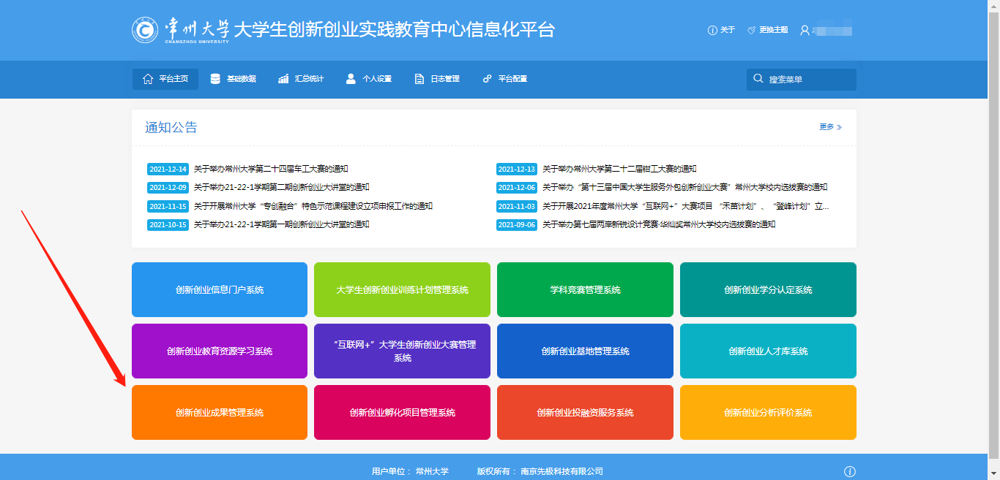 常州大学 大学生创新创业实践教育中心信息化平台
CHANGZHOU UNIVERSITY
关于 更换主题
平台主页 基础数据 汇总统计 个人设置 日志管理 平台配置 搜索菜单
通知公告 更多
2021-12-14 关于举办常州大学第二十四届车工大赛的通知
2021-12-13 关于举办常州大学第二十二届钳工大赛的通知
2021-12-09 关于举办21-22-1学期第二期创新创业大讲堂的通知
2021-12-06 关于举办“第十三届中国大学生服务外包创新创业大赛”常州大学校内选拔赛的通知
2021-11-15 关于开展常州大学“专创融合”特色示范课程建设立项申报工作的通知
2021-11-03 关于开展2021年度常州大学“互联网+”大赛项目 “禾苗计划”、“登峰计划”立...
2021-10-15 关于举办21-22-1学期第一期创新创业大讲堂的通知
2021-09-06 关于举办第七届两岸新锐设计竞赛·华灿奖常州大学校内选拔赛的通知
创新创业信息门户系统
大学生创新创业训练计划管理系统
学科竞赛管理系统
创新创业学分认定系统
创新创业教育资源学习系统
“互联网+”大学生创新创业大赛管理
系统
创新创业基地管理系统
创新创业人才库系统
创新创业成果管理系统
创新创业孵化项目管理系统
创新创业投融资服务系统
创新创业分析评价系统
用户单位： 常州大学 版权所有： 南京先极科技有限公司